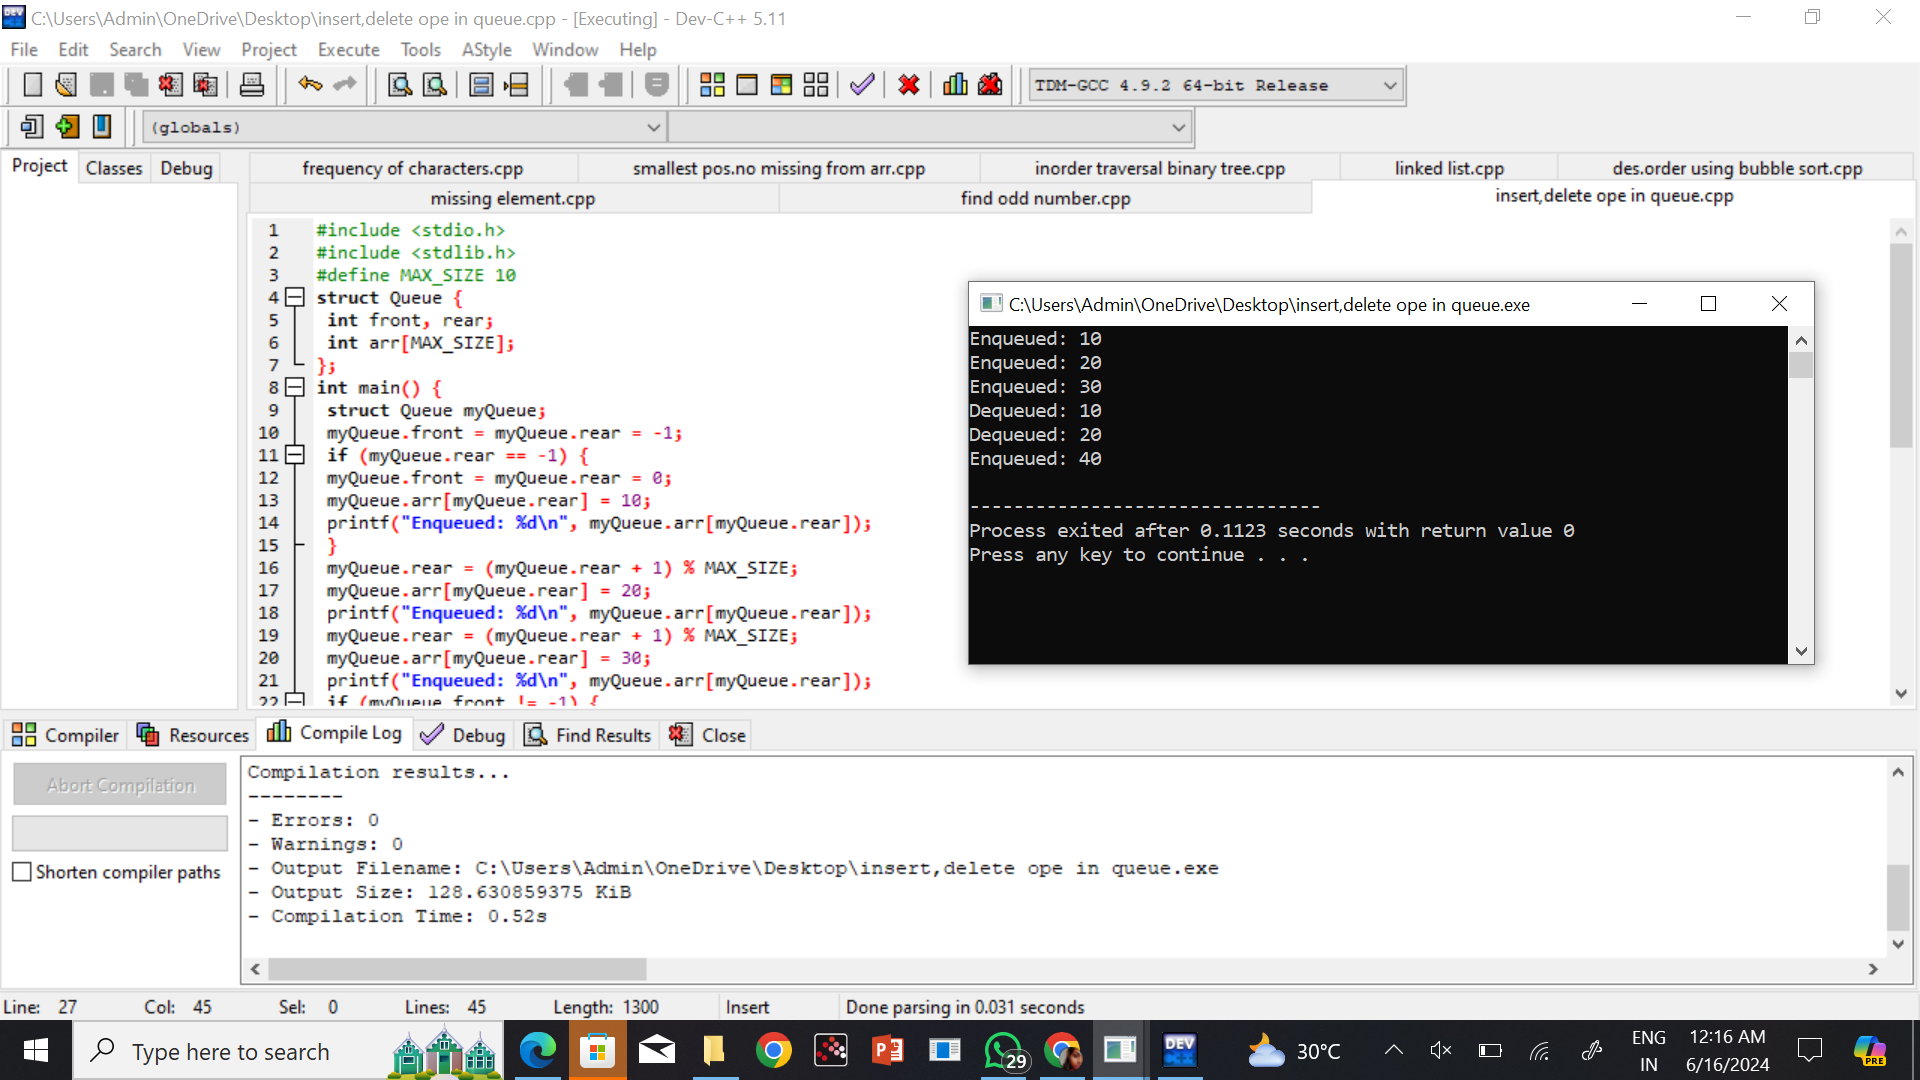 C:\Users\Admin\OneDrive\Desktop\insert,delete ope in queue.cpp - [Executing] - Dev-C++ 5.11
File Edit Search View Project Execute Tools AStyle Window Help
TDM-GCC 4.9.2 64-bit Release
(globals)
Project Classes Debug
frequency of characters.cpp smallest pos.no missing from arr.cpp inorder traversal binary tree.cpp linked list.cpp des.order using bubble sort.cpp
missing element.cpp find odd number.cpp insert,delete ope in queue.cpp
1 #include <stdio.h>
2 #include <stdlib.h>
3 #define MAX_SIZE 10
4 struct Queue {
5 int front, rear;
6 int arr[MAX_SIZE];
7 };
8 int main() {
9 struct Queue myQueue;
10 myQueue.front = myQueue.rear = -1;
11 if (myQueue.rear == -1) {
12 myQueue.front = myQueue.rear = 0;
13 myQueue.arr[myQueue.rear] = 10;
14 printf("Enqueued: %d\n", myQueue.arr[myQueue.rear]);
15 }
16 myQueue.rear = (myQueue.rear + 1) % MAX_SIZE;
17 myQueue.arr[myQueue.rear] = 20;
18 printf("Enqueued: %d\n", myQueue.arr[myQueue.rear]);
19 myQueue.rear = (myQueue.rear + 1) % MAX_SIZE;
20 myQueue.arr[myQueue.rear] = 30;
21 printf("Enqueued: %d\n", myQueue.arr[myQueue.rear]);
22 if (myQueue.front != -1) {
C:\Users\Admin\OneDrive\Desktop\insert,delete ope in queue.exe
Enqueued: 10
Enqueued: 20
Enqueued: 30
Dequeued: 10
Dequeued: 20
Enqueued: 40
--------------------------------
Process exited after 0.1123 seconds with return value 0
Press any key to continue . . .
Compiler Resources Compile Log Debug Find Results Close
Abort Compilation
Shorten compiler paths
Compilation results...
--------
- Errors: 0
- Warnings: 0
- Output Filename: C:\Users\Admin\OneDrive\Desktop\insert,delete ope in queue.exe
- Output Size: 128.630859375 KiB
- Compilation Time: 0.52s
Line: 27 Col: 45 Sel: 0 Lines: 45 Length: 1300 Insert Done parsing in 0.031 seconds
Type here to search
29
DEV
30°C
ENG
IN
12:16 AM
6/16/2024
PRE